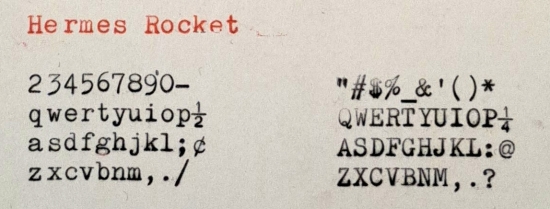 Hermes Rocket
234567890-
qwertyuiop½
asdfghjkl;¢
zxcvbnm,./
"#$%_&'()*
QWERTYUIOP¼
ASDFGHJKL:@
ZXCVBNM,.?